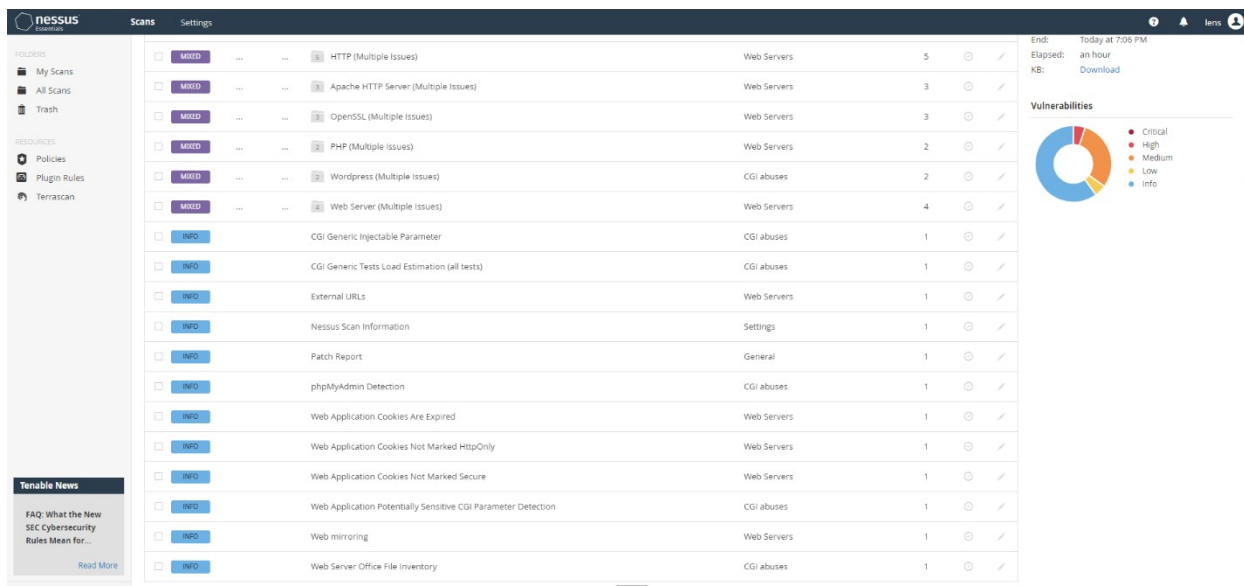 nessus
Essentials
Scans
Settings
lens
FOLDERS
My Scans
All Scans
Trash
RESOURCES
Policies
Plugin Rules
Terrascan
Tenable News
FAQ: What the New
SEC Cybersecurity
Rules Mean for...
Read More
MIXED ... ... 5 HTTP (Multiple Issues) Web Servers 5
MIXED ... ... 3 Apache HTTP Server (Multiple Issues) Web Servers 3
MIXED ... ... 3 OpenSSL (Multiple Issues) Web Servers 3
MIXED ... ... 2 PHP (Multiple Issues) Web Servers 2
MIXED ... ... 2 Wordpress (Multiple Issues) CGI abuses 2
MIXED ... ... 4 Web Server (Multiple Issues) Web Servers 4
INFO CGI Generic Injectable Parameter CGI abuses 1
INFO CGI Generic Tests Load Estimation (all tests) CGI abuses 1
INFO External URLs Web Servers 1
INFO Nessus Scan Information Settings 1
INFO Patch Report General 1
INFO phpMyAdmin Detection CGI abuses 1
INFO Web Application Cookies Are Expired Web Servers 1
INFO Web Application Cookies Not Marked HttpOnly Web Servers 1
INFO Web Application Cookies Not Marked Secure Web Servers 1
INFO Web Application Potentially Sensitive CGI Parameter Detection CGI abuses 1
INFO Web mirroring Web Servers 1
INFO Web Server Office File Inventory CGI abuses 1
End: Today at 7:06 PM
Elapsed: an hour
KB: Download
Vulnerabilities
Critical
High
Medium
Low
Info